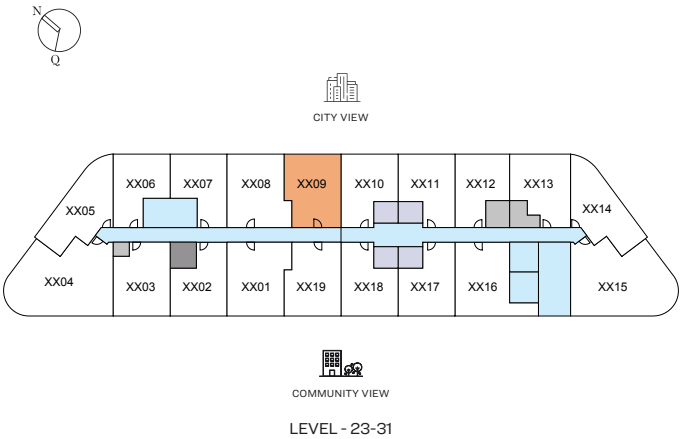 N
Q
CITY VIEW
XX06 XX07 XX08 XX09 XX10 XX11 XX12 XX13
XX05 XX14
XX04 XX03 XX02 XX01 XX19 XX18 XX17 XX16 XX15
COMMUNITY VIEW
LEVEL - 23-31